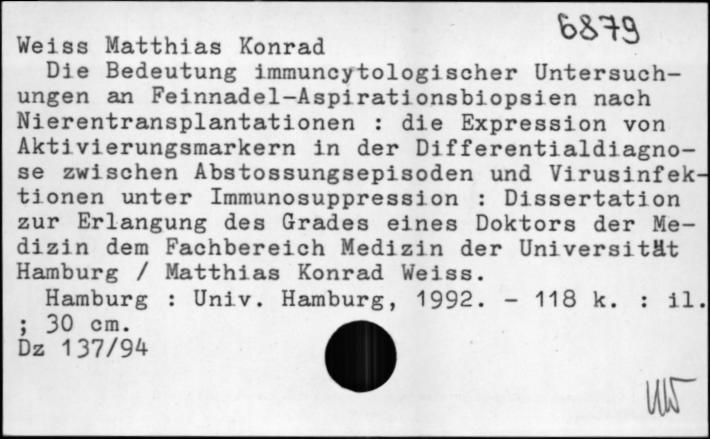 6879
Weiss Matthias Konrad
Die Bedeutung immuncytologischer Untersuch-
ungen an Feinnadel-Aspirationsbiopsien nach
Nierentransplantationen : die Expression von
Aktivierungsmarkern in der Differentialdiagno-
se zwischen Abstossungsepisoden und Virusinfek-
tionen unter Immunosuppression : Dissertation
zur Erlangung des Grades eines Doktors der Me-
dizin dem Fachbereich Medizin der Universität
Hamburg / Matthias Konrad Weiss.
Hamburg : Univ. Hamburg, 1992. - 118 k. : il.
; 30 cm.
Dz 137/94